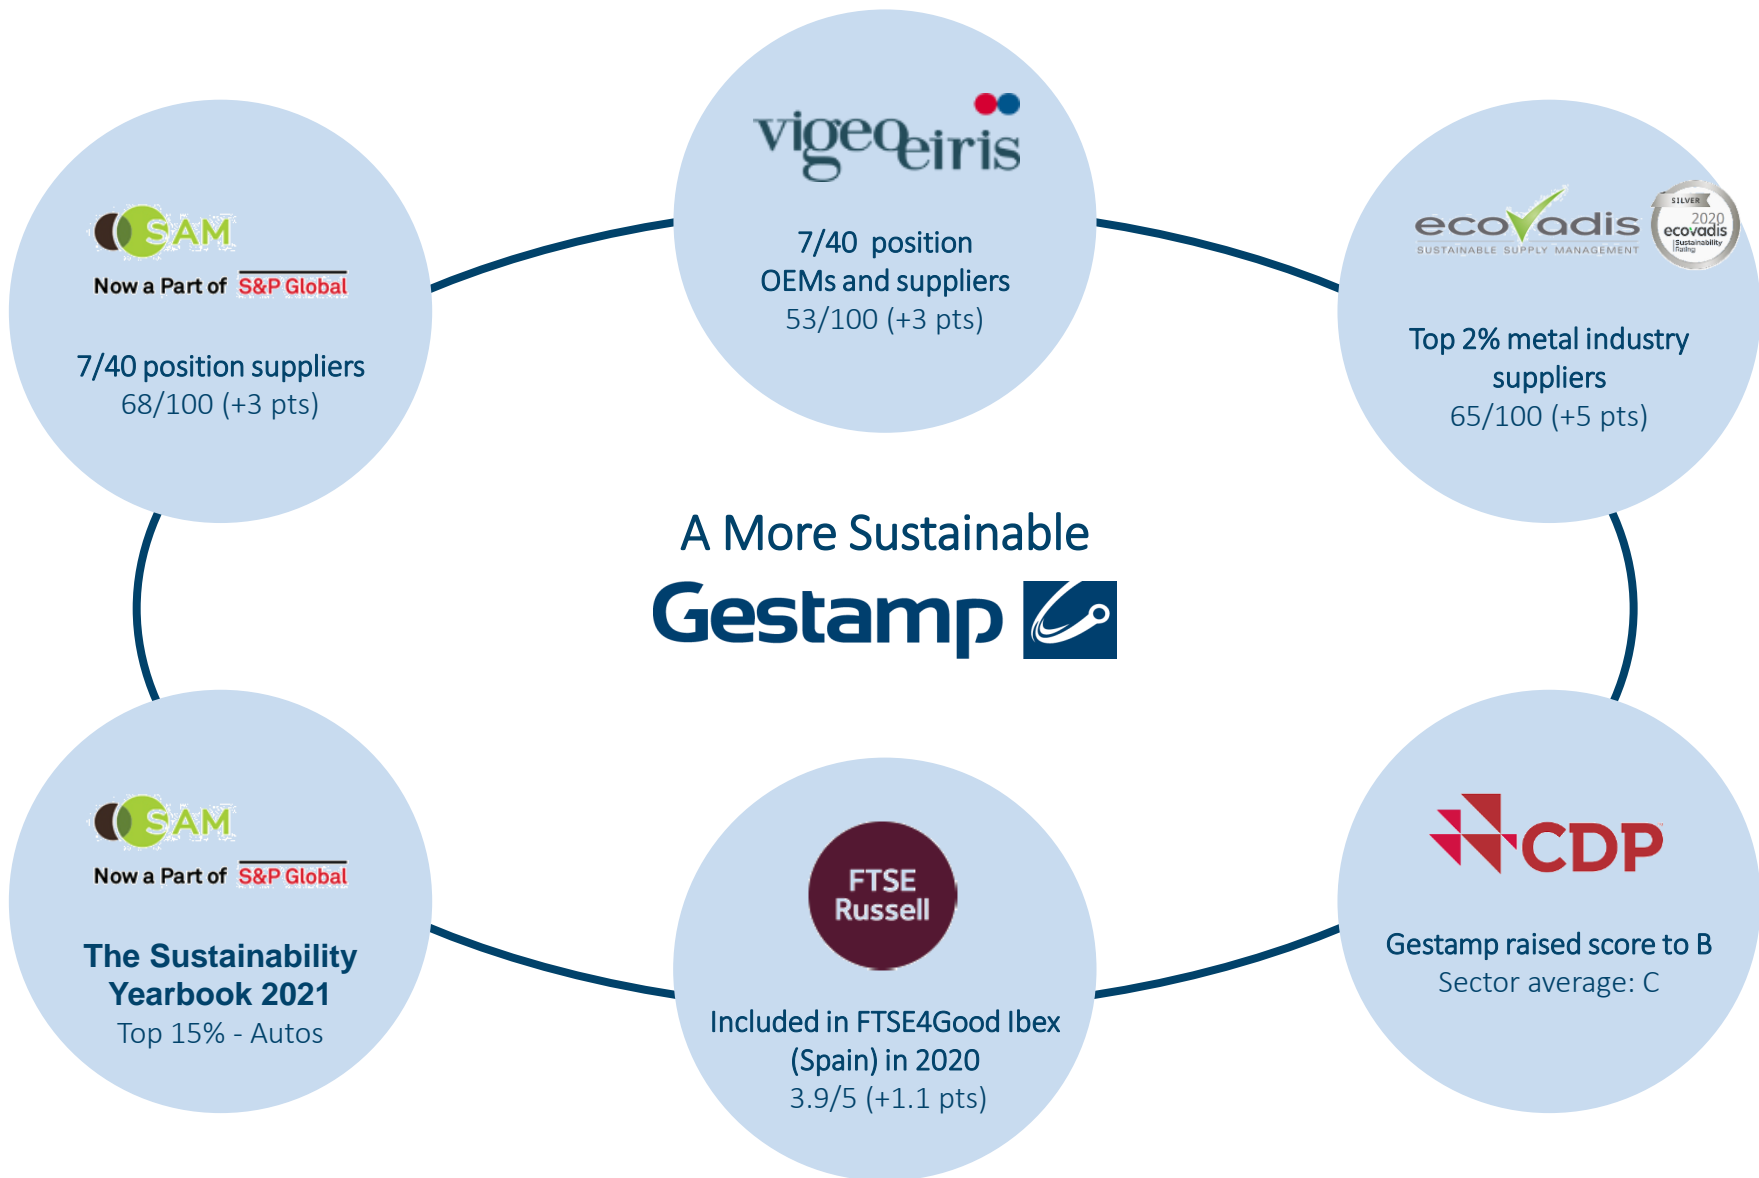 SAM
Now a Part of S&P Global
7/40 position suppliers
68/100 (+3 pts)
vigeoeiris
7/40 position
OEMs and suppliers
53/100 (+3 pts)
ecovadis
SUSTAINABLE SUPPLY MANAGEMENT
SILVER
2020
ecovadis
Sustainability
Rating
Top 2% metal industry
suppliers
65/100 (+5 pts)
A More Sustainable
Gestamp
SAM
Now a Part of S&P Global
The Sustainability
Yearbook 2021
Top 15% - Autos
FTSE
Russell
Included in FTSE4Good Ibex
(Spain) in 2020
3.9/5 (+1.1 pts)
CDP
Gestamp raised score to B
Sector average: C